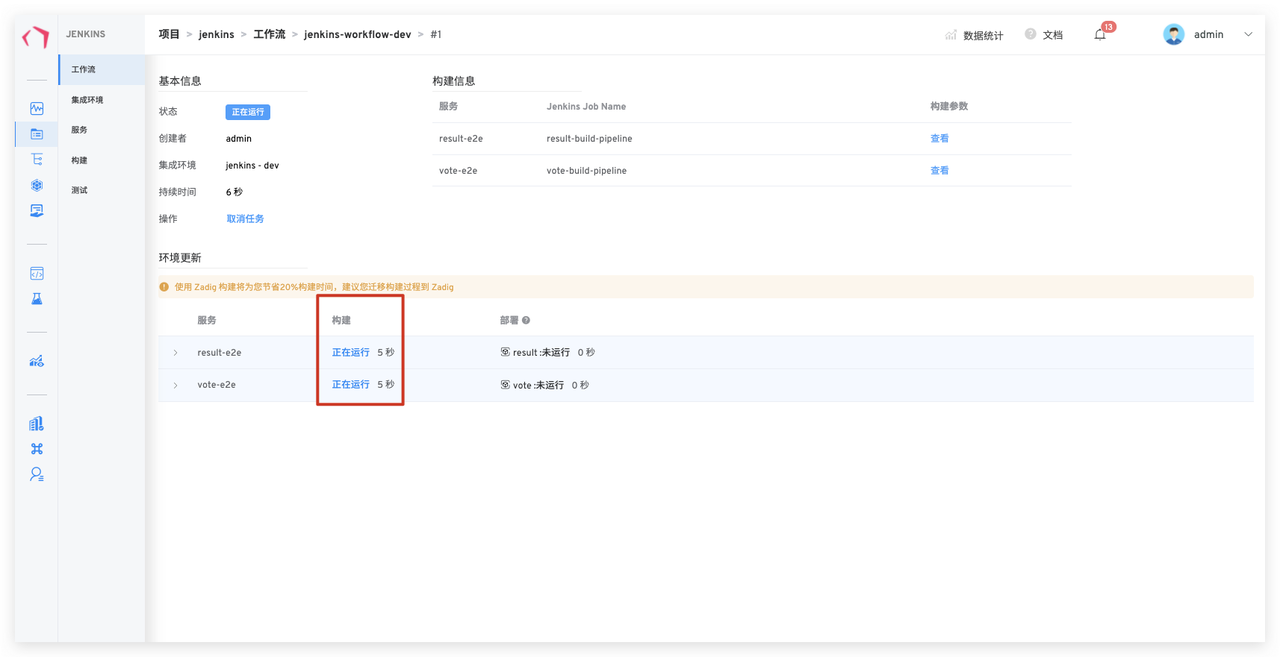 JENKINS
项目 > jenkins > 工作流 > jenkins-workflow-dev > #1
数据统计
文档
13
admin
工作流
集成环境
服务
构建
测试
基本信息
状态 正在运行
创建者 admin
集成环境 jenkins - dev
持续时间 6 秒
操作 取消任务
构建信息
服务 Jenkins Job Name 构建参数
result-e2e result-build-pipeline 查看
vote-e2e vote-build-pipeline 查看
环境更新
使用 Zadig 构建将为您节省20%构建时间，建议您迁移构建过程到 Zadig
服务 构建 部署
result-e2e 正在运行 5 秒 result :未运行 0 秒
vote-e2e 正在运行 5 秒 vote :未运行 0 秒